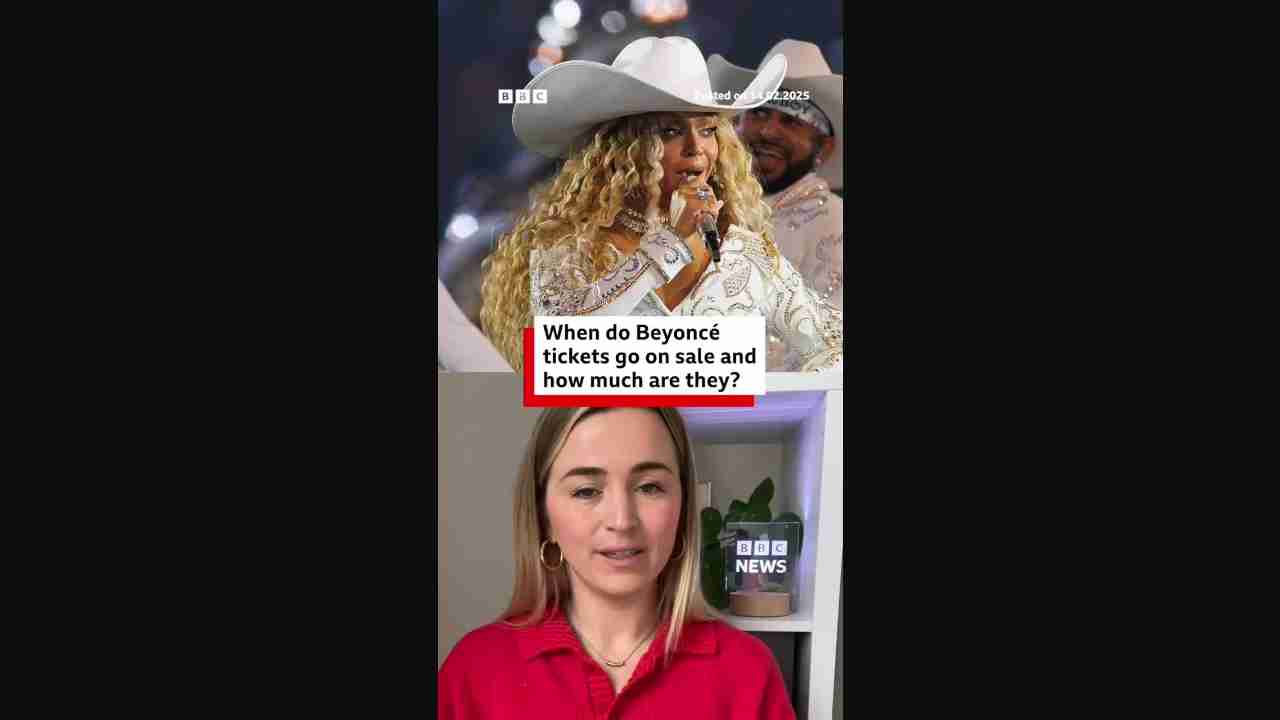 BBC
Posted on 14.02.2025
When do Beyoncé
tickets go on sale and
how much are they?
BBC
NEWS